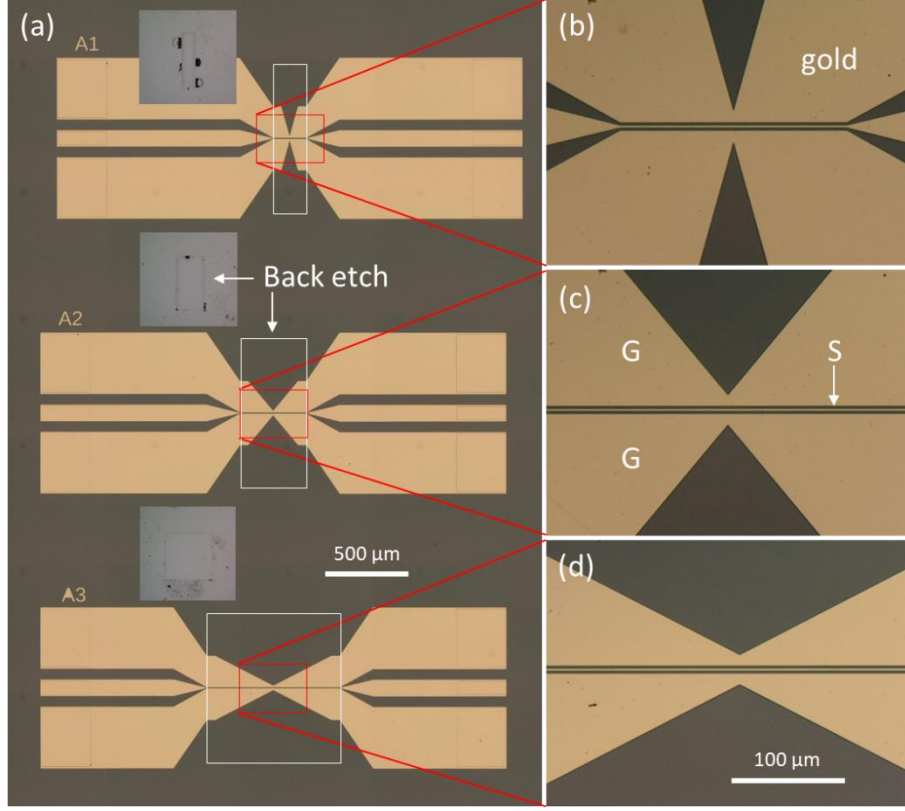 (a)
A1
Back etch
A2
500 µm
A3
(b)
gold
(c)
G
S
G
(d)
100 µm